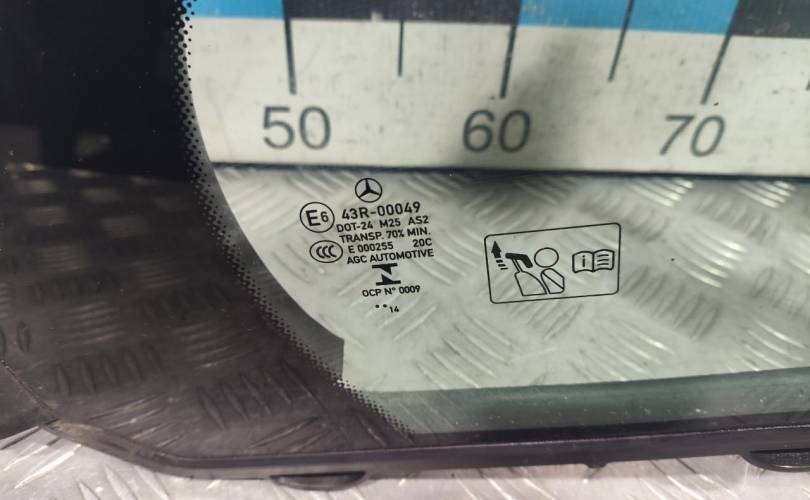 50 60 70
E6 43R-00049
DOT-24 M25 AS2
TRANSP. 70% MIN.
CCC E 000255 20C
AGC AUTOMOTIVE
OCP N° 0009
••14
i